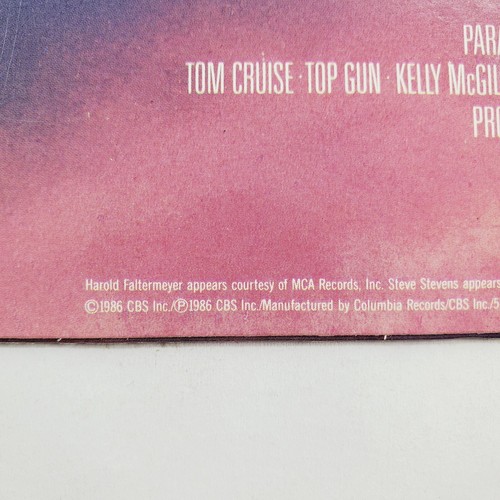 PARA
TOM CRUISE · TOP GUN · KELLY McGIL
PRO
Harold Faltermeyer appears courtesy of MCA Records, Inc. Steve Stevens appears
©1986 CBS Inc./Ⓟ1986 CBS Inc./Manufactured by Columbia Records/CBS Inc./5